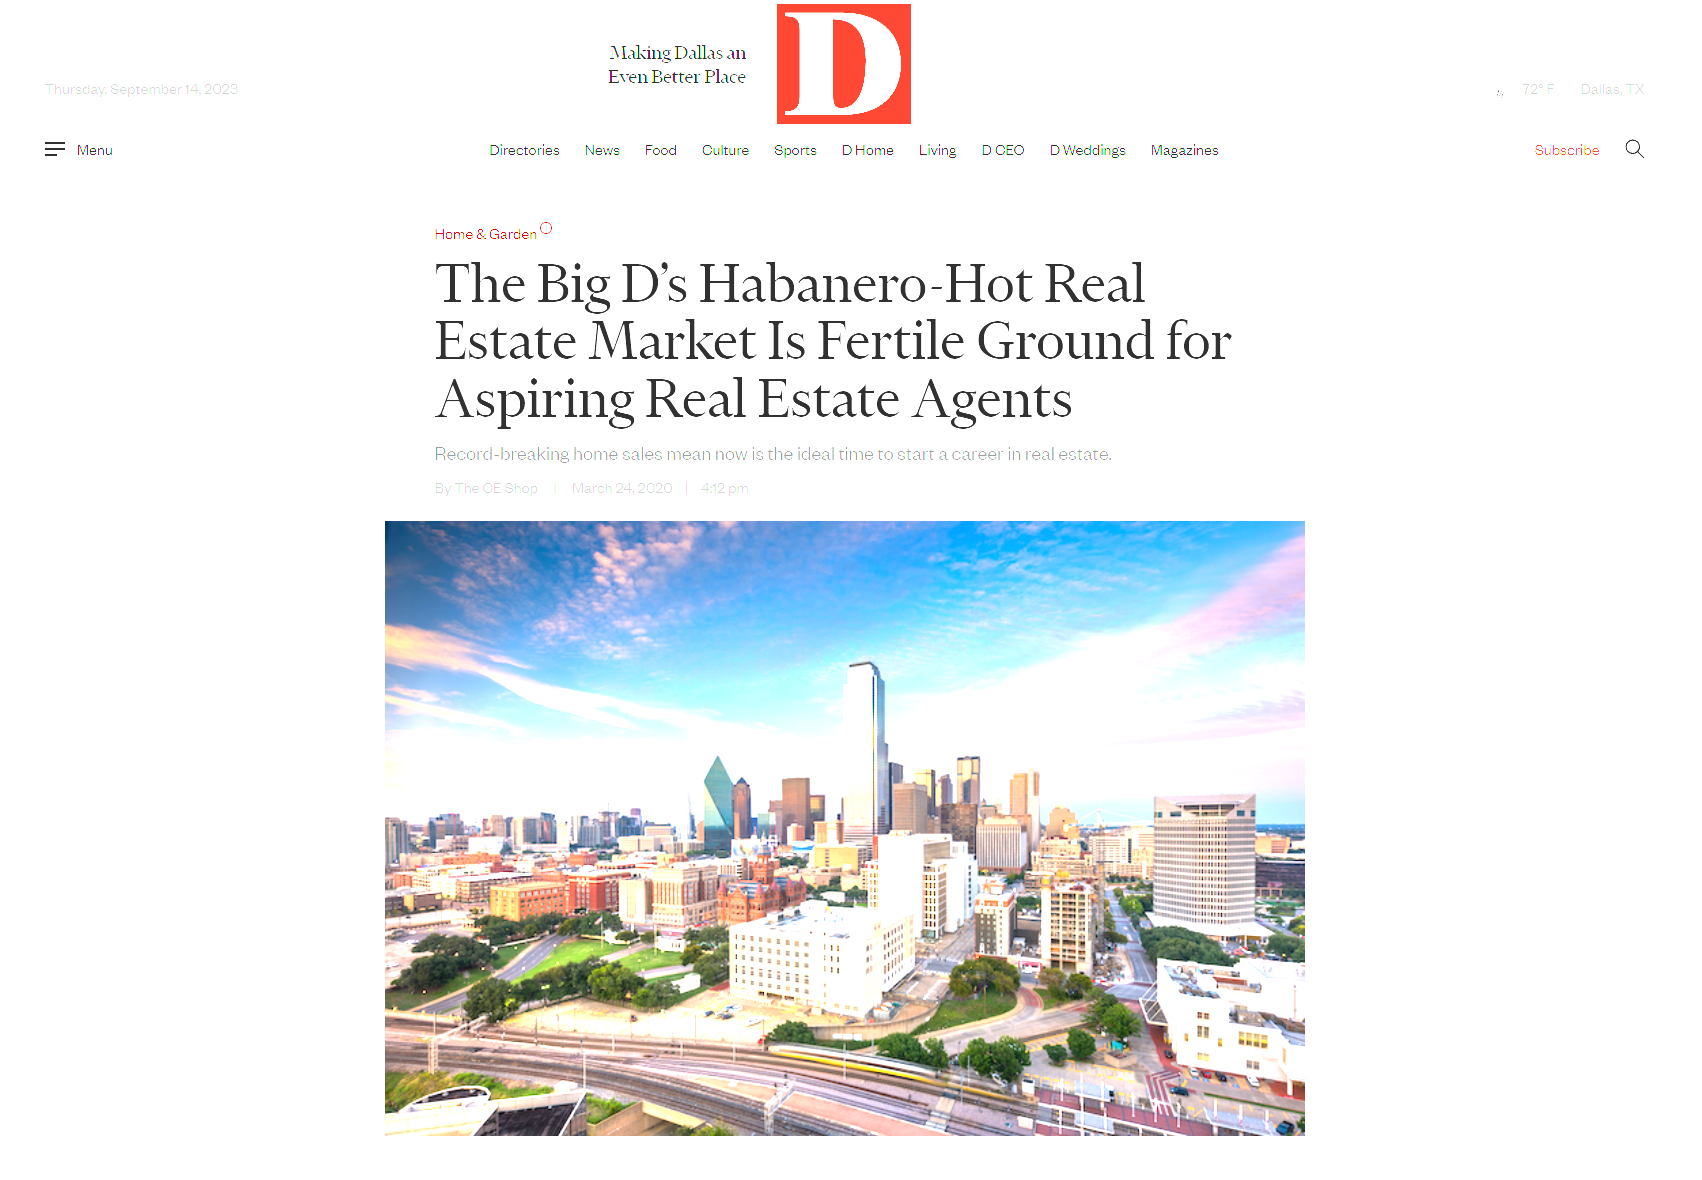 Making Dallas an
Even Better Place
D
Thursday, September 14, 2023
72° F Dallas, TX
Menu
Directories News Food Culture Sports D Home Living D CEO D Weddings Magazines
Subscribe
Home & Garden
The Big D's Habanero-Hot Real
Estate Market Is Fertile Ground for
Aspiring Real Estate Agents
Record-breaking home sales mean now is the ideal time to start a career in real estate.
By The CE Shop | March 24, 2020 | 4:12 pm